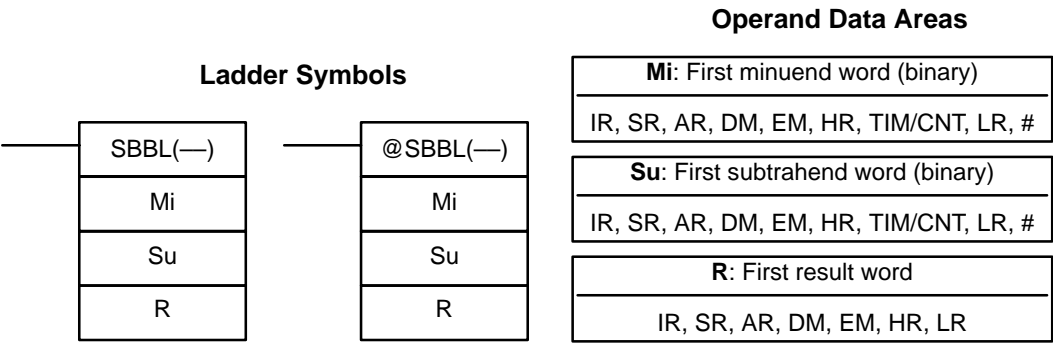 Operand Data Areas
Ladder Symbols
SBBL(—)
Mi
Su
R
@SBBL(—)
Mi
Su
R
Mi: First minuend word (binary)
IR, SR, AR, DM, EM, HR, TIM/CNT, LR, #
Su: First subtrahend word (binary)
IR, SR, AR, DM, EM, HR, TIM/CNT, LR, #
R: First result word
IR, SR, AR, DM, EM, HR, LR